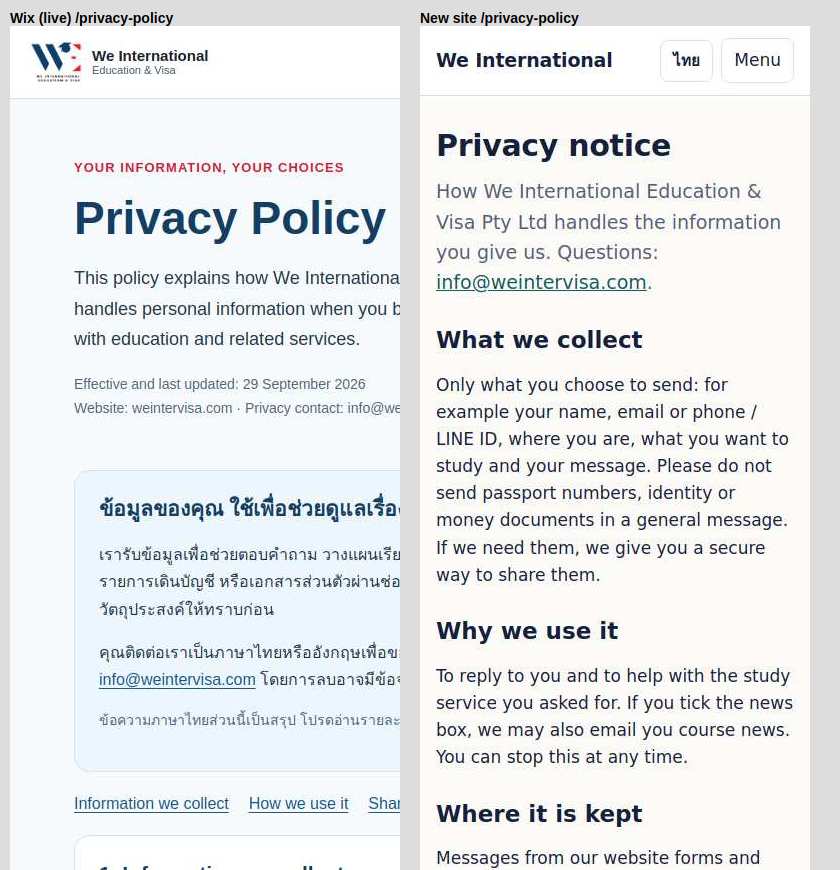 Wix (live) /privacy-policy
We International
Education & Visa
WE INTERNATIONAL
EDUCATION & VISA
YOUR INFORMATION, YOUR CHOICES
Privacy Policy
This policy explains how We Internationa
handles personal information when you b
with education and related services.
Effective and last updated: 29 September 2026
Website: weintervisa.com · Privacy contact: info@we
ข้อมูลของคุณ ใช้เพื่อช่วยดูแลเรื่อง
เรารับข้อมูลเพื่อช่วยตอบคำถาม วางแผนเรีย
รายการเดินบัญชี หรือเอกสารส่วนตัวผ่านช่อ
วัตถุประสงค์ให้ทราบก่อน
คุณติดต่อเราเป็นภาษาไทยหรืออังกฤษเพื่อข
info@weintervisa.com โดยการลบอาจมีข้อ
ข้อความภาษาไทยส่วนนี้เป็นสรุป โปรดอ่านรายละ
Information we collect How we use it Shar
New site /privacy-policy
We International
ไทย
Menu
Privacy notice
How We International Education &
Visa Pty Ltd handles the information
you give us. Questions:
info@weintervisa.com.
What we collect
Only what you choose to send: for
example your name, email or phone /
LINE ID, where you are, what you want to
study and your message. Please do not
send passport numbers, identity or
money documents in a general message.
If we need them, we give you a secure
way to share them.
Why we use it
To reply to you and to help with the study
service you asked for. If you tick the news
box, we may also email you course news.
You can stop this at any time.
Where it is kept
Messages from our website forms and